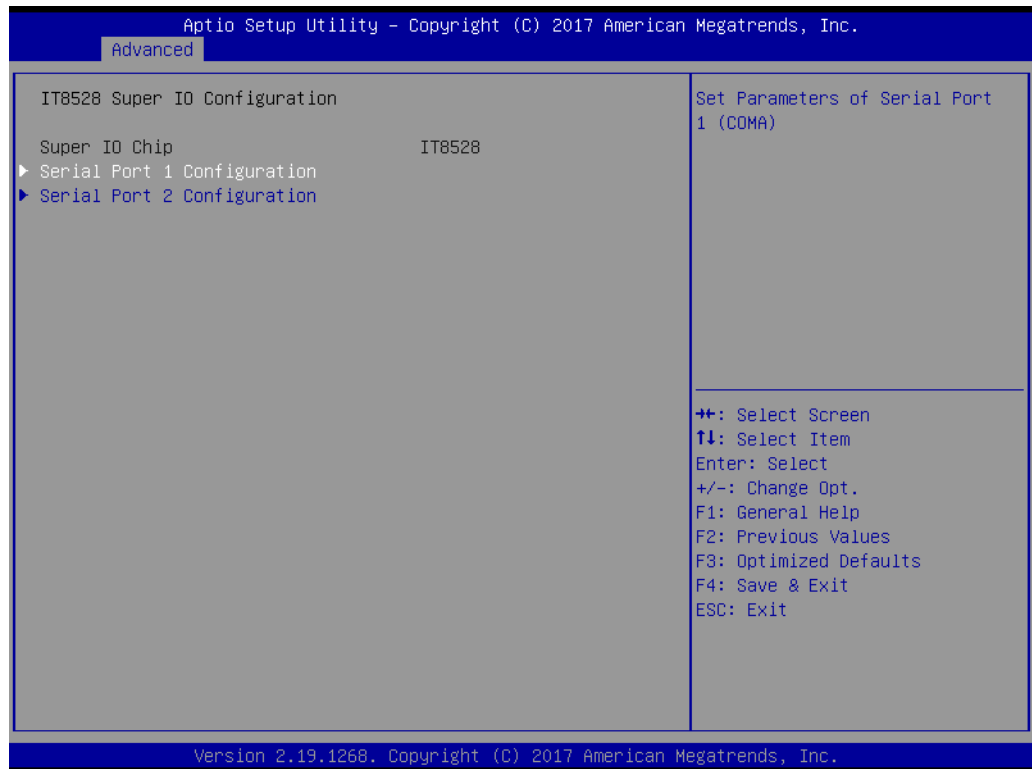 Aptio Setup Utility – Copyright (C) 2017 American Megatrends, Inc.
Advanced
IT8528 Super IO Configuration
Super IO Chip IT8528
▶ Serial Port 1 Configuration
▶ Serial Port 2 Configuration
Set Parameters of Serial Port
1 (COMA)
→←: Select Screen
↑↓: Select Item
Enter: Select
+/-: Change Opt.
F1: General Help
F2: Previous Values
F3: Optimized Defaults
F4: Save & Exit
ESC: Exit
Version 2.19.1268. Copyright (C) 2017 American Megatrends, Inc.